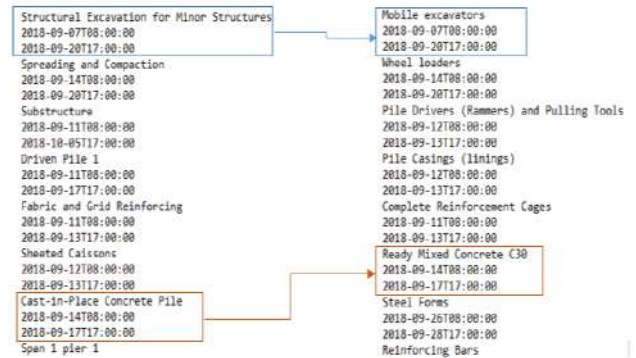 Structural Excavation for Minor Structures
2018-09-07T08:00:00
2018-09-20T17:00:00
Spreading and Compaction
2018-09-14T08:00:00
2018-09-20T17:00:00
Substructure
2018-09-11T08:00:00
2018-10-05T17:00:00
Driven Pile 1
2018-09-11T08:00:00
2018-09-17T17:00:00
Fabric and Grid Reinforcing
2018-09-11T08:00:00
2018-09-13T17:00:00
Sheeted Caissons
2018-09-12T08:00:00
2018-09-13T17:00:00
Cast-in-Place Concrete Pile
2018-09-14T08:00:00
2018-09-17T17:00:00
Span 1 pier 1
Mobile excavators
2018-09-07T08:00:00
2018-09-20T17:00:00
Wheel loaders
2018-09-14T08:00:00
2018-09-20T17:00:00
Pile Drivers (Rammers) and Pulling Tools
2018-09-12T08:00:00
2018-09-13T17:00:00
Pile Casings (linings)
2018-09-12T08:00:00
2018-09-13T17:00:00
Complete Reinforcement Cages
2018-09-11T08:00:00
2018-09-13T17:00:00
Ready Mixed Concrete C30
2018-09-14T08:00:00
2018-09-17T17:00:00
Steel Forms
2018-09-26T08:00:00
2018-09-28T17:00:00
Reinforcing Bars